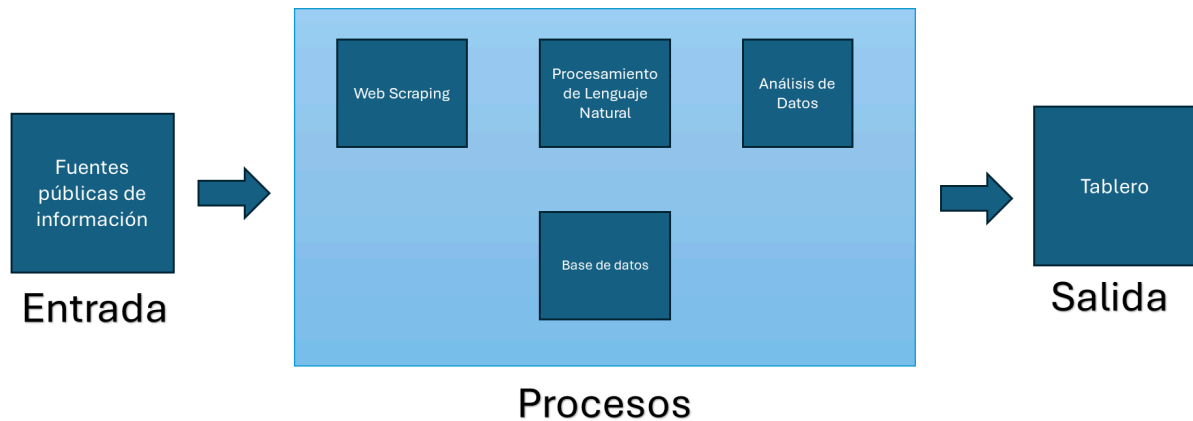 Fuentes
públicas de
información
Entrada
Web Scraping
Procesamiento
de Lenguaje
Natural
Análisis de
Datos
Base de datos
Procesos
Tablero
Salida